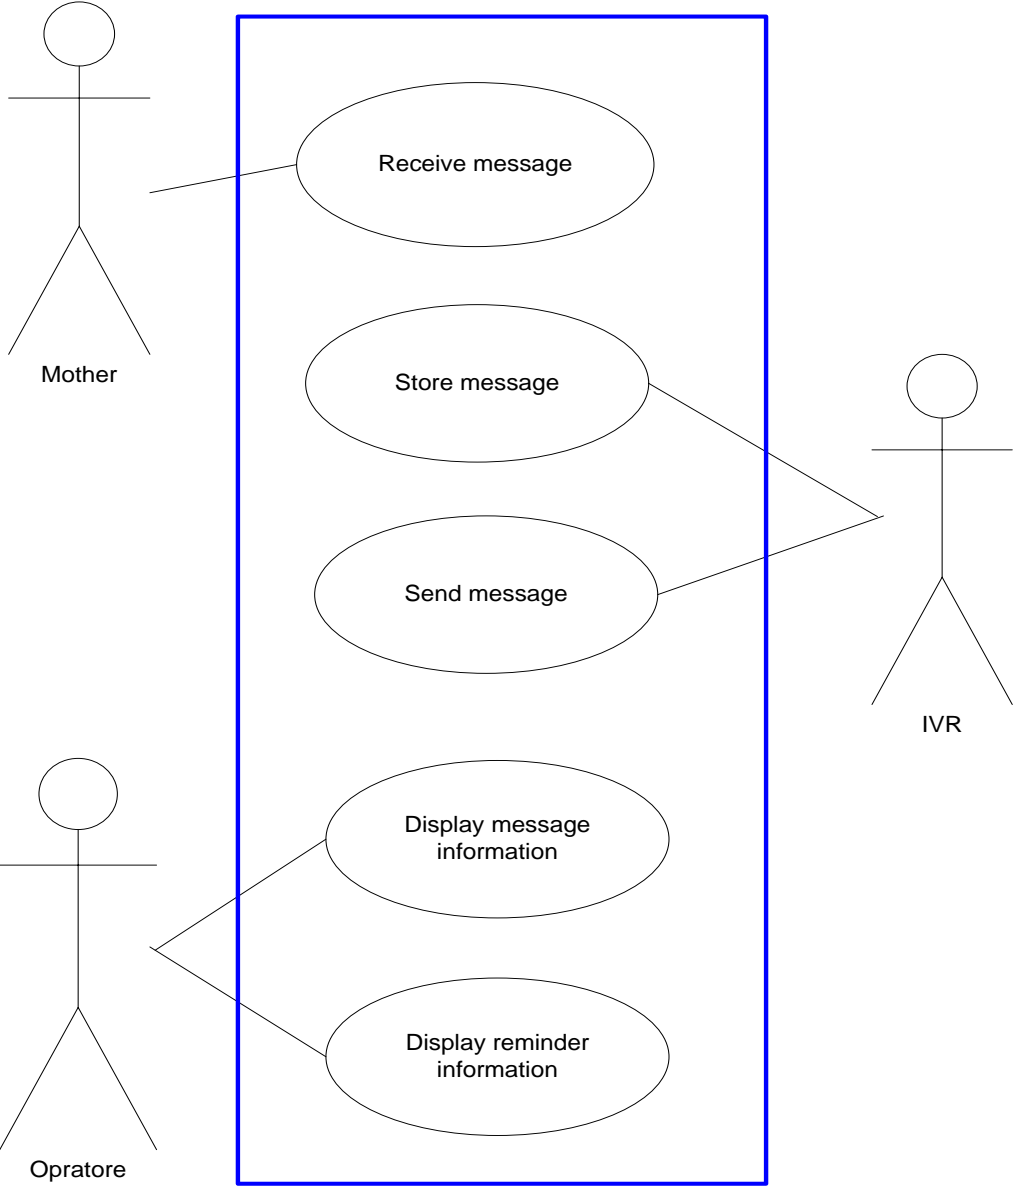 Receive message
Mother
Store message
Send message
IVR
Display message
information
Display reminder
information
Opratore